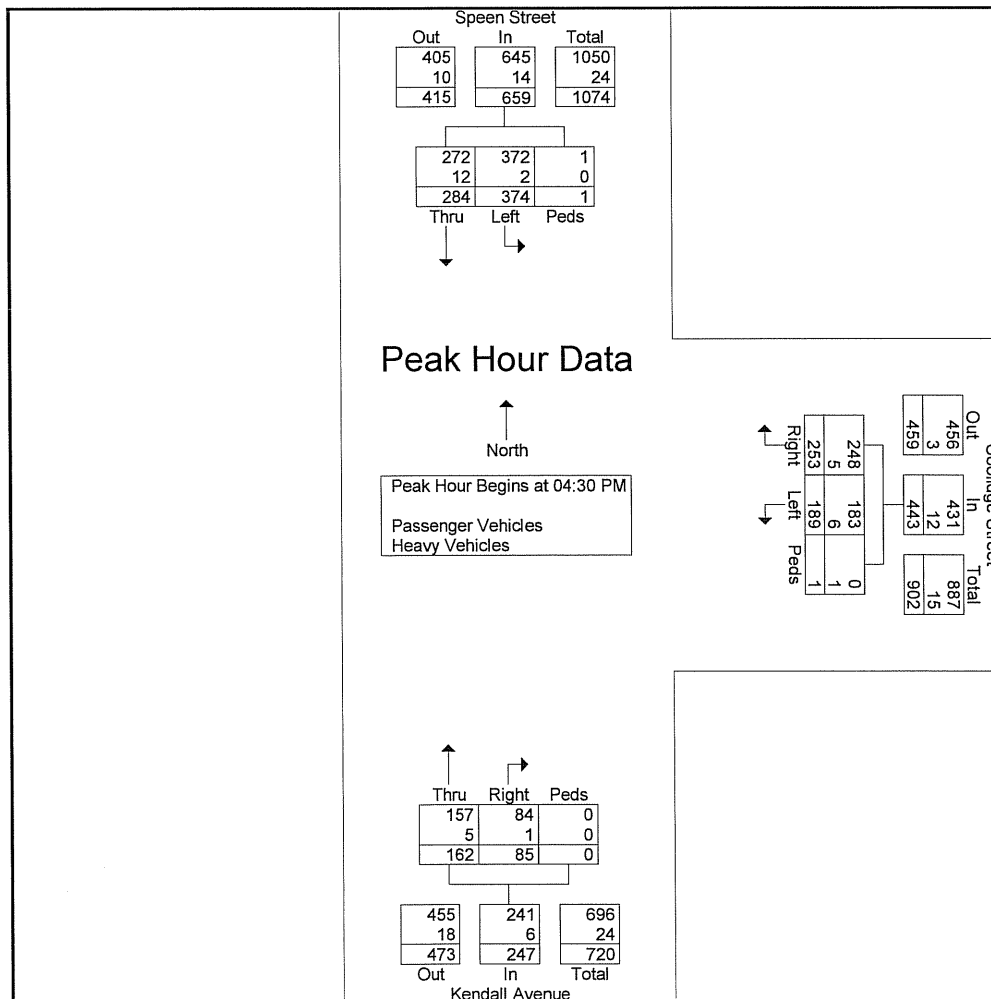 Speen Street
Out In Total
405 645 1050
10 14 24
415 659 1074
272 372 1
12 2 0
284 374 1
Thru Left Peds
Peak Hour Data
North
Peak Hour Begins at 04:30 PM
Passenger Vehicles
Heavy Vehicles
Street
Out In Total
456 431 887
3 12 15
459 443 902
248 183 0
5 6 1
253 189 1
Right Left Peds
Thru Right Peds
157 84 0
5 1 0
162 85 0
455 241 696
18 6 24
473 247 720
Out In Total
Kendall Avenue